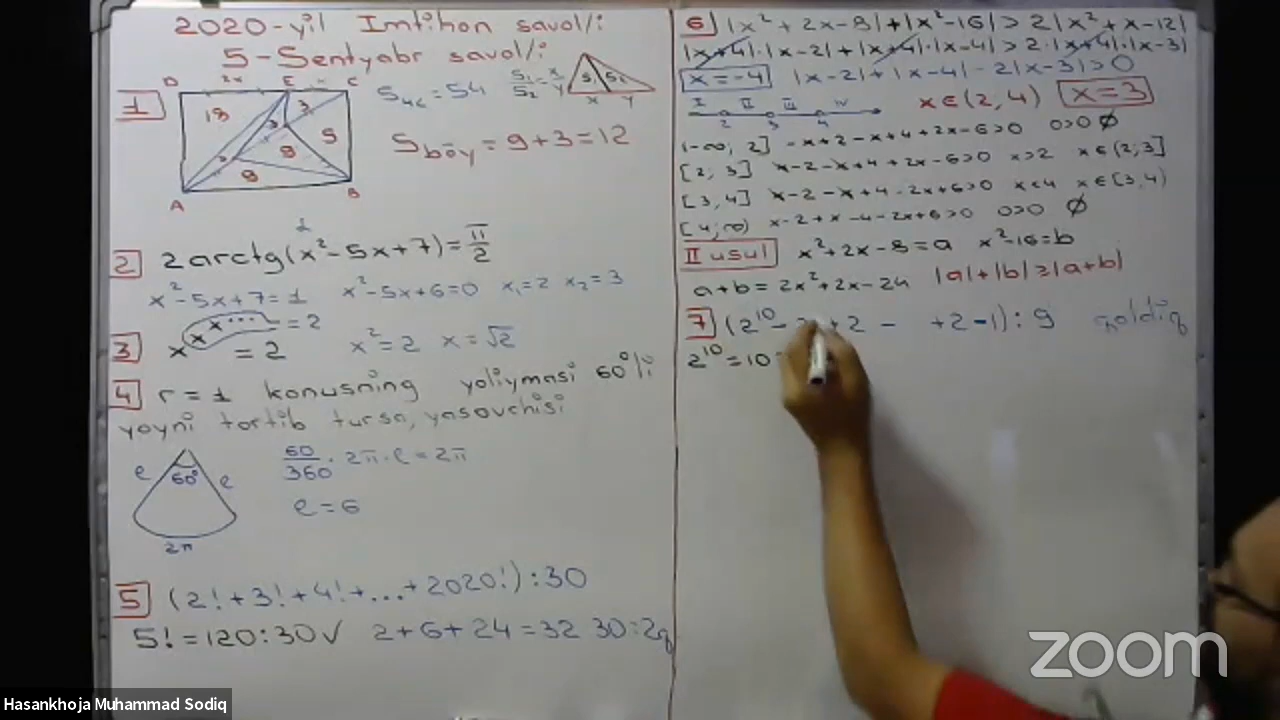 2020-yil Imtihon savoli:
5-Sentyabr savoli:
1
D 2x E x C
18 3 3 9 9 9
A B
S₄ₖ = 54
S₁/S₂ = x/y
S₁ S₂
x y
Sbo'y = 9+3 = 12
2 2arctg(x²-5x+7) = π/2
1
x²-5x+7=1 x²-5x+6=0 x₁=2 x₂=3
3 x^x^x^... = 2
= 2 x²=2 x=√2
4 r=1 konusning yoyilmasi 60°li
yoyni tortib tursa, yasovchisi
l 60° l
2π
60/360 · 2π·l = 2π
l = 6
5 (2!+3!+4!+...+2020!):30
5! = 120:30√ 2+6+24=32 30:2q
6 |x²+2x-8|+|x²-16| > 2|x²+x-12|
|x+4|·|x-2|+|x+4|·|x-4| > 2·|x+4|·|x-3|
x=-4 |x-2|+|x-4|-2|x-3|>0
I II III IV x∈(2,4) x=3
2 3 4
(-∞; 2] -x+2-x+4+2x-6>0 0>0 ∅
[2, 3] x-2-x+4+2x-6>0 x>2 x∈(2;3]
[3, 4] x-2-x+4-2x+6>0 x<4 x∈[3,4)
[4; ∞) x-2+x-4-2x+6>0 0>0 ∅
II usul x²+2x-8=a x²-16=b
a+b = 2x²+2x-24 |a|+|b|≥|a+b|
7 (2¹⁰ - +2 - +2-1):9 qoldiq
2¹⁰=10
zoom
Hasankhoja Muhammad Sodiq